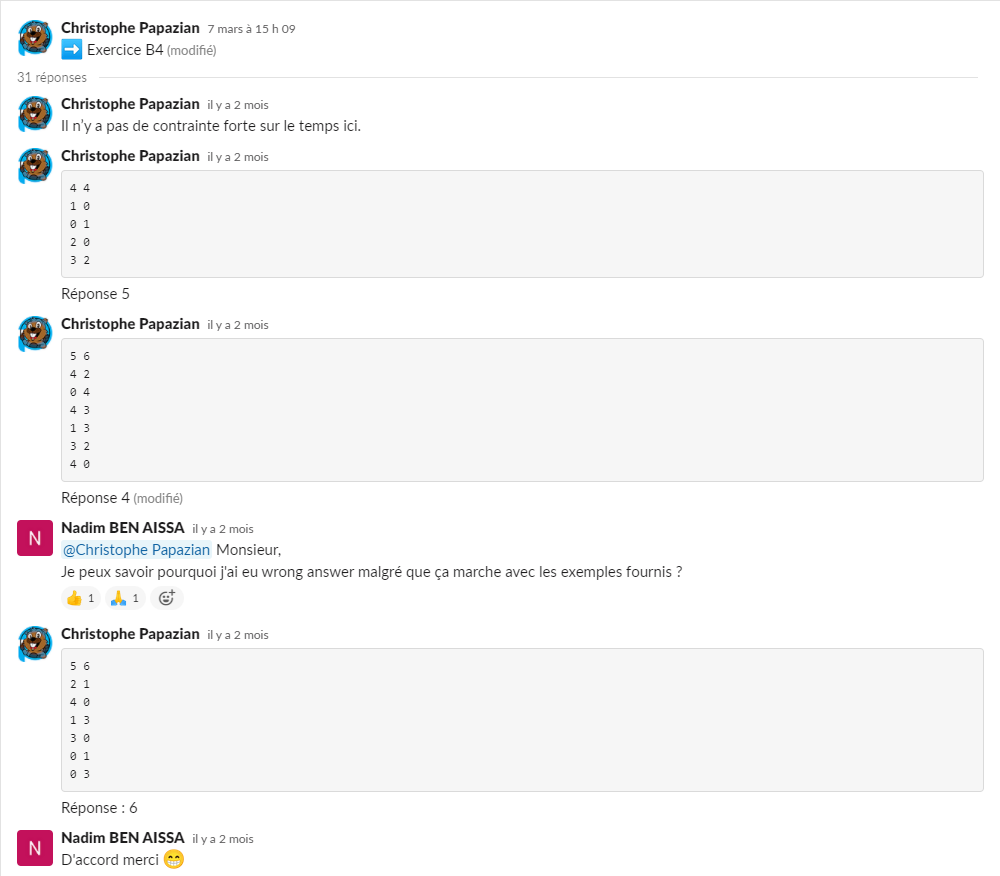 Christophe Papazian 7 mars à 15 h 09
➡️ Exercice B4 (modifié)
31 réponses
Christophe Papazian il y a 2 mois
Il n'y a pas de contrainte forte sur le temps ici.
Christophe Papazian il y a 2 mois
4 4
1 0
0 1
2 0
3 2
Réponse 5
Christophe Papazian il y a 2 mois
5 6
4 2
0 4
4 3
1 3
3 2
4 0
Réponse 4 (modifié)
N
Nadim BEN AISSA il y a 2 mois
@Christophe Papazian Monsieur,
Je peux savoir pourquoi j'ai eu wrong answer malgré que ça marche avec les exemples fournis ?
👍 1 🙏 1
Christophe Papazian il y a 2 mois
5 6
2 1
4 0
1 3
3 0
0 1
0 3
Réponse : 6
N
Nadim BEN AISSA il y a 2 mois
D'accord merci 😁